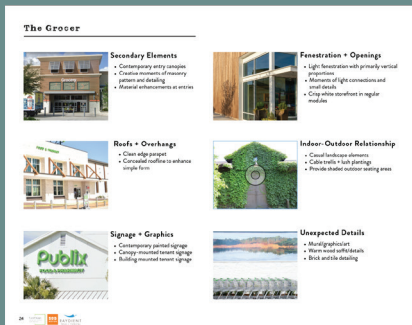 The Grocer
Secondary Elements
• Contemporary entry canopies
• Creative moments of masonry
pattern and detailing
• Material enhancements at entries
Fenestration + Openings
• Light fenestration with primarily vertical
proportions
• Moments of light connections and
small details
• Crisp white storefront in regular
modules
Roofs + Overhangs
• Clean edge parapet
• Concealed roofline to enhance
simple form
Indoor-Outdoor Relationship
• Casual landscape elements
• Cable trellis + lush plantings
• Provide shaded outdoor seating areas
Signage + Graphics
• Contemporary painted signage
• Canopy-mounted tenant signage
• Building mounted tenant signage
Publix
FOOD & PHARMACY
Unexpected Details
• Mural/graphics/art
• Warm wood soffit/details
• Brick and tile detailing